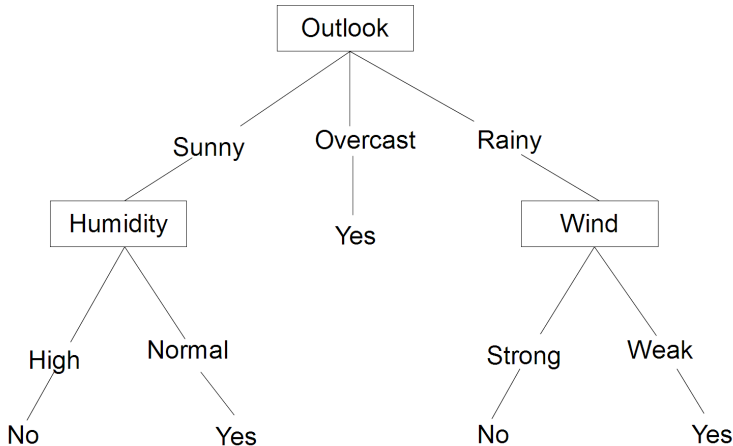 Outlook
Sunny
Overcast
Rainy
Humidity
Yes
Wind
High
Normal
Strong
Weak
No
Yes
No
Yes